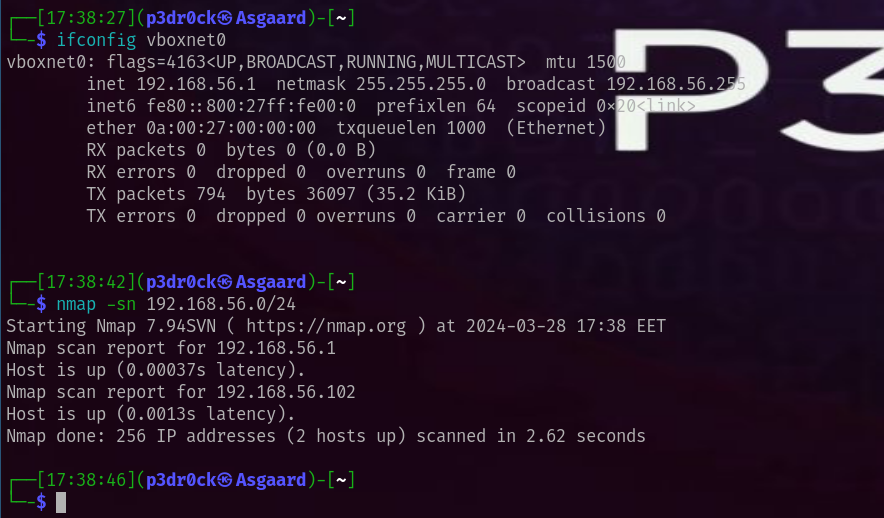 ┌──[17:38:27](p3dr0ck㉿Asgaard)-[~]
└─-$ ifconfig vboxnet0
vboxnet0: flags=4163<UP,BROADCAST,RUNNING,MULTICAST>  mtu 1500
        inet 192.168.56.1  netmask 255.255.255.0  broadcast 192.168.56.255
        inet6 fe80::800:27ff:fe00:0  prefixlen 64  scopeid 0×20<link>
        ether 0a:00:27:00:00:00  txqueuelen 1000  (Ethernet)
        RX packets 0  bytes 0 (0.0 B)
        RX errors 0  dropped 0  overruns 0  frame 0
        TX packets 794  bytes 36097 (35.2 KiB)
        TX errors 0  dropped 0 overruns 0  carrier 0  collisions 0
┌──[17:38:42](p3dr0ck㉿Asgaard)-[~]
└─-$ nmap -sn 192.168.56.0/24
Starting Nmap 7.94SVN ( https://nmap.org ) at 2024-03-28 17:38 EET
Nmap scan report for 192.168.56.1
Host is up (0.00037s latency).
Nmap scan report for 192.168.56.102
Host is up (0.0013s latency).
Nmap done: 256 IP addresses (2 hosts up) scanned in 2.62 seconds
┌──[17:38:46](p3dr0ck㉿Asgaard)-[~]
└─-$
P3